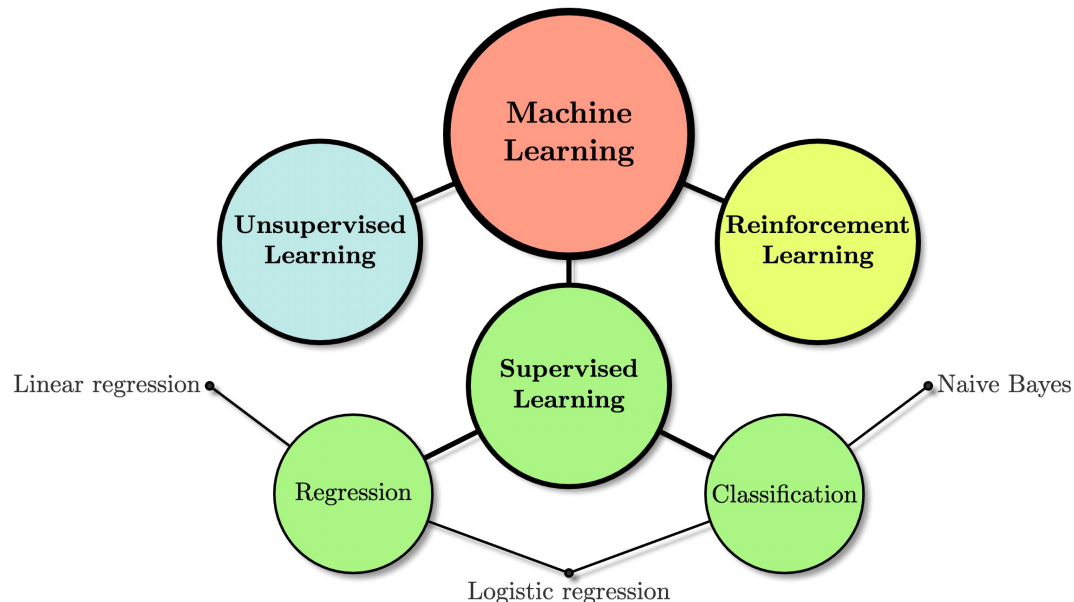 Machine
Learning
Unsupervised
Learning
Reinforcement
Learning
Supervised
Learning
Linear regression
Naive Bayes
Regression
Classification
Logistic regression